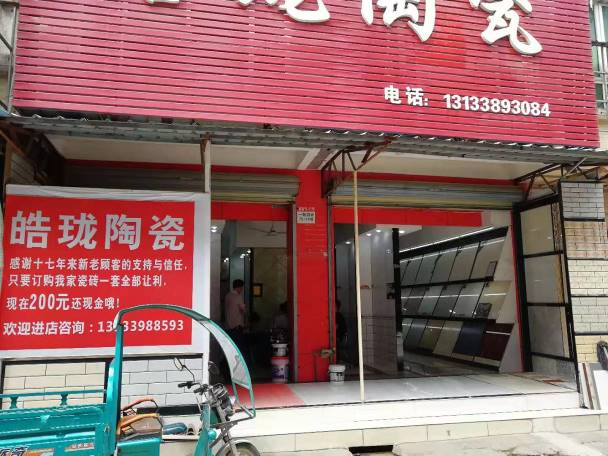 陶瓷
电话：13133893084
皓珑陶瓷
感谢十七年来新老顾客的支持与信任，
只要订购我家瓷砖一套全部让利，
现在200元还现金哦！
欢迎进店咨询：13133988593